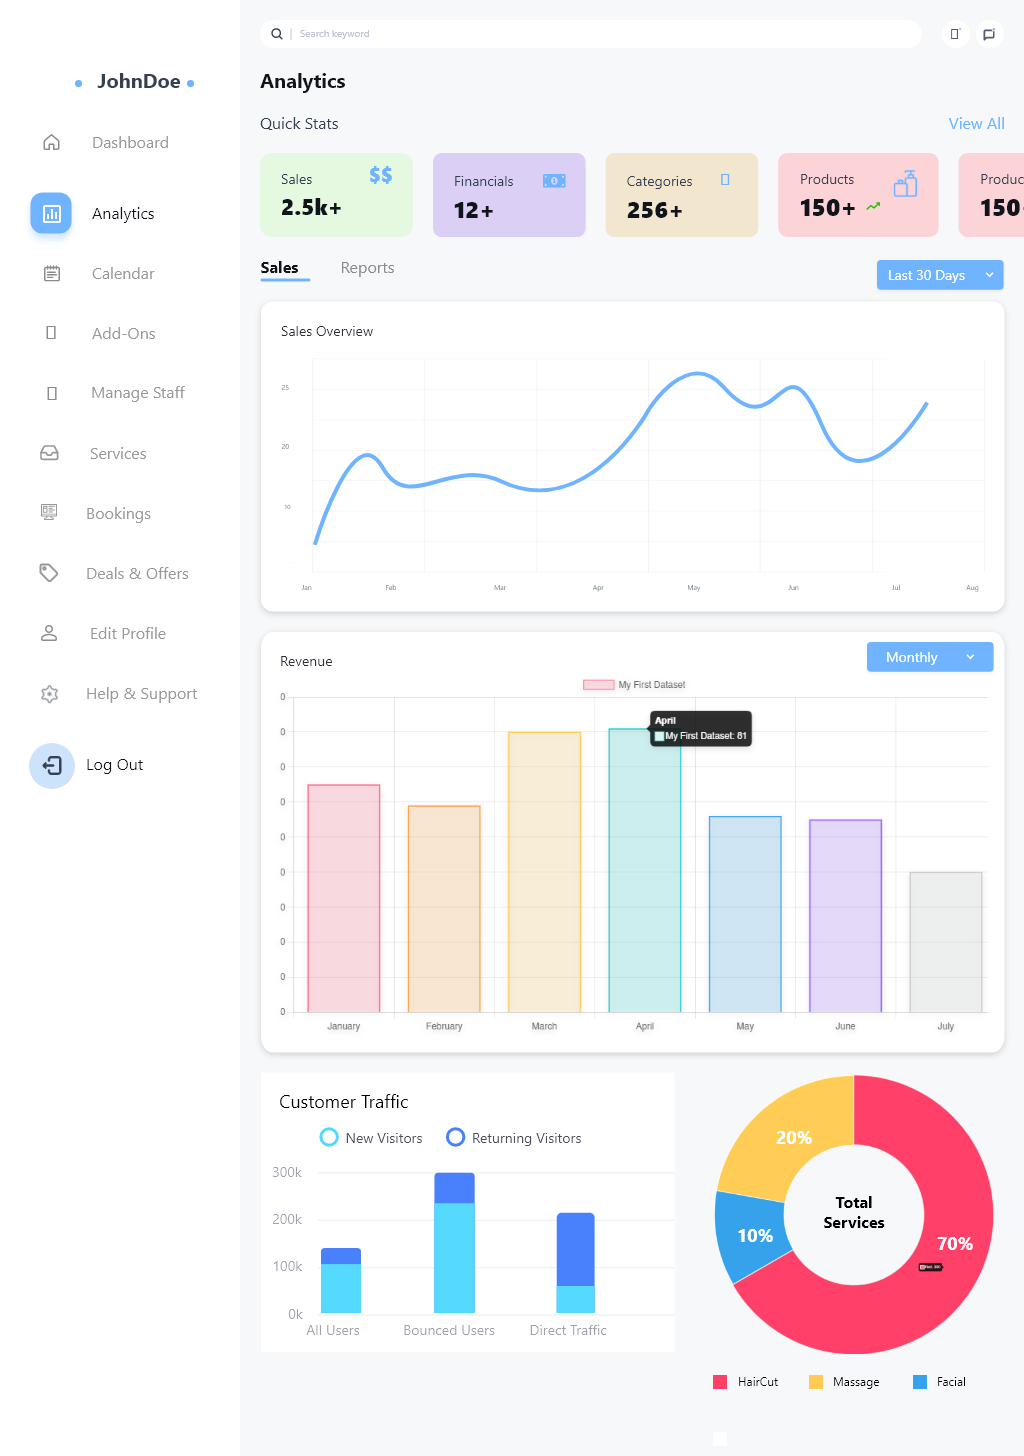 Search keyword
JohnDoe
Dashboard
Analytics
Calendar
Add-Ons
Manage Staff
Services
Bookings
Deals & Offers
Edit Profile
Help & Support
Log Out
Analytics
Quick Stats
View All
Sales
$$
2.5k+
Financials
12+
Categories
256+
Products
150+
Produc
150
Sales
Reports
Last 30 Days
Sales Overview
25
20
10
Jan Feb Mar Apr May Jun Jul Aug
Revenue
Monthly
My First Dataset
0
0
0
0
0
0
0
0
0
0
April
My First Dataset: 81
January February March April May June July
Customer Traffic
New Visitors Returning Visitors
300k
200k
100k
0k
All Users Bounced Users Direct Traffic
20%
10%
70%
Total
Services
HairCut Massage Facial